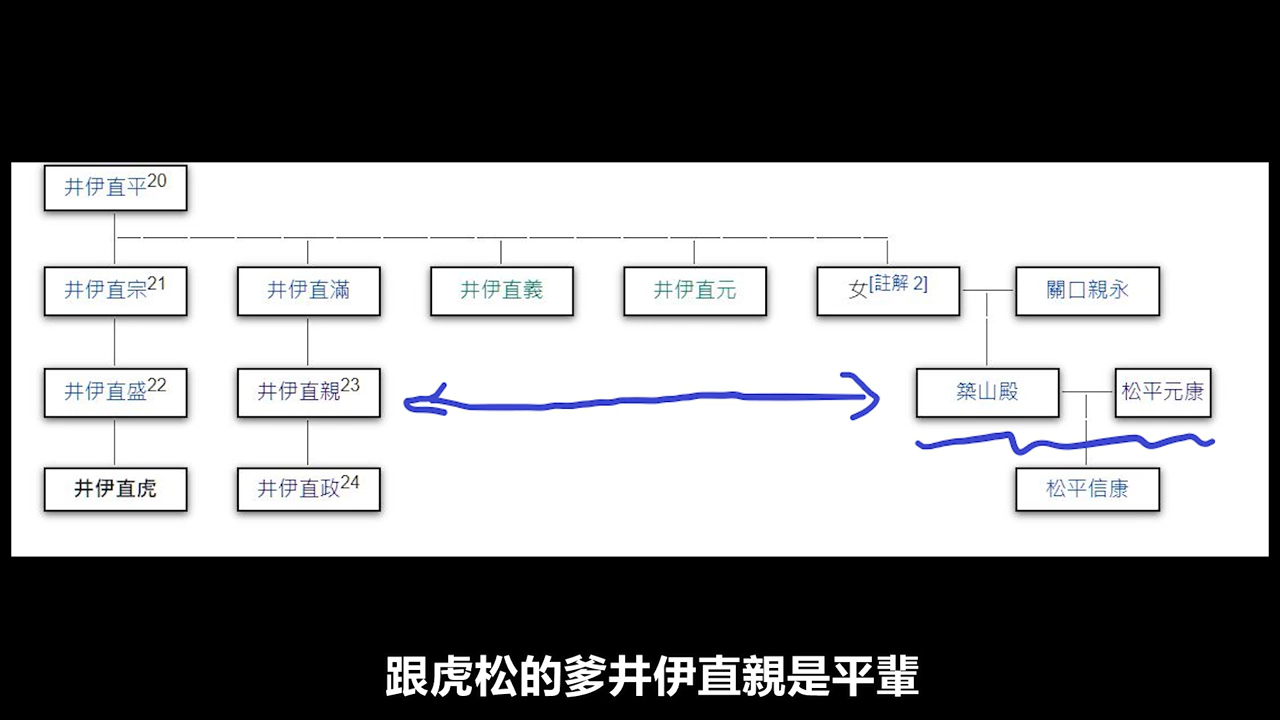 井伊直平20
井伊直宗21 井伊直滿 井伊直義 井伊直元 女[註解 2] 關口親永
井伊直盛22 井伊直親23 築山殿 松平元康
井伊直虎 井伊直政24 松平信康
跟虎松的爹井伊直親是平輩